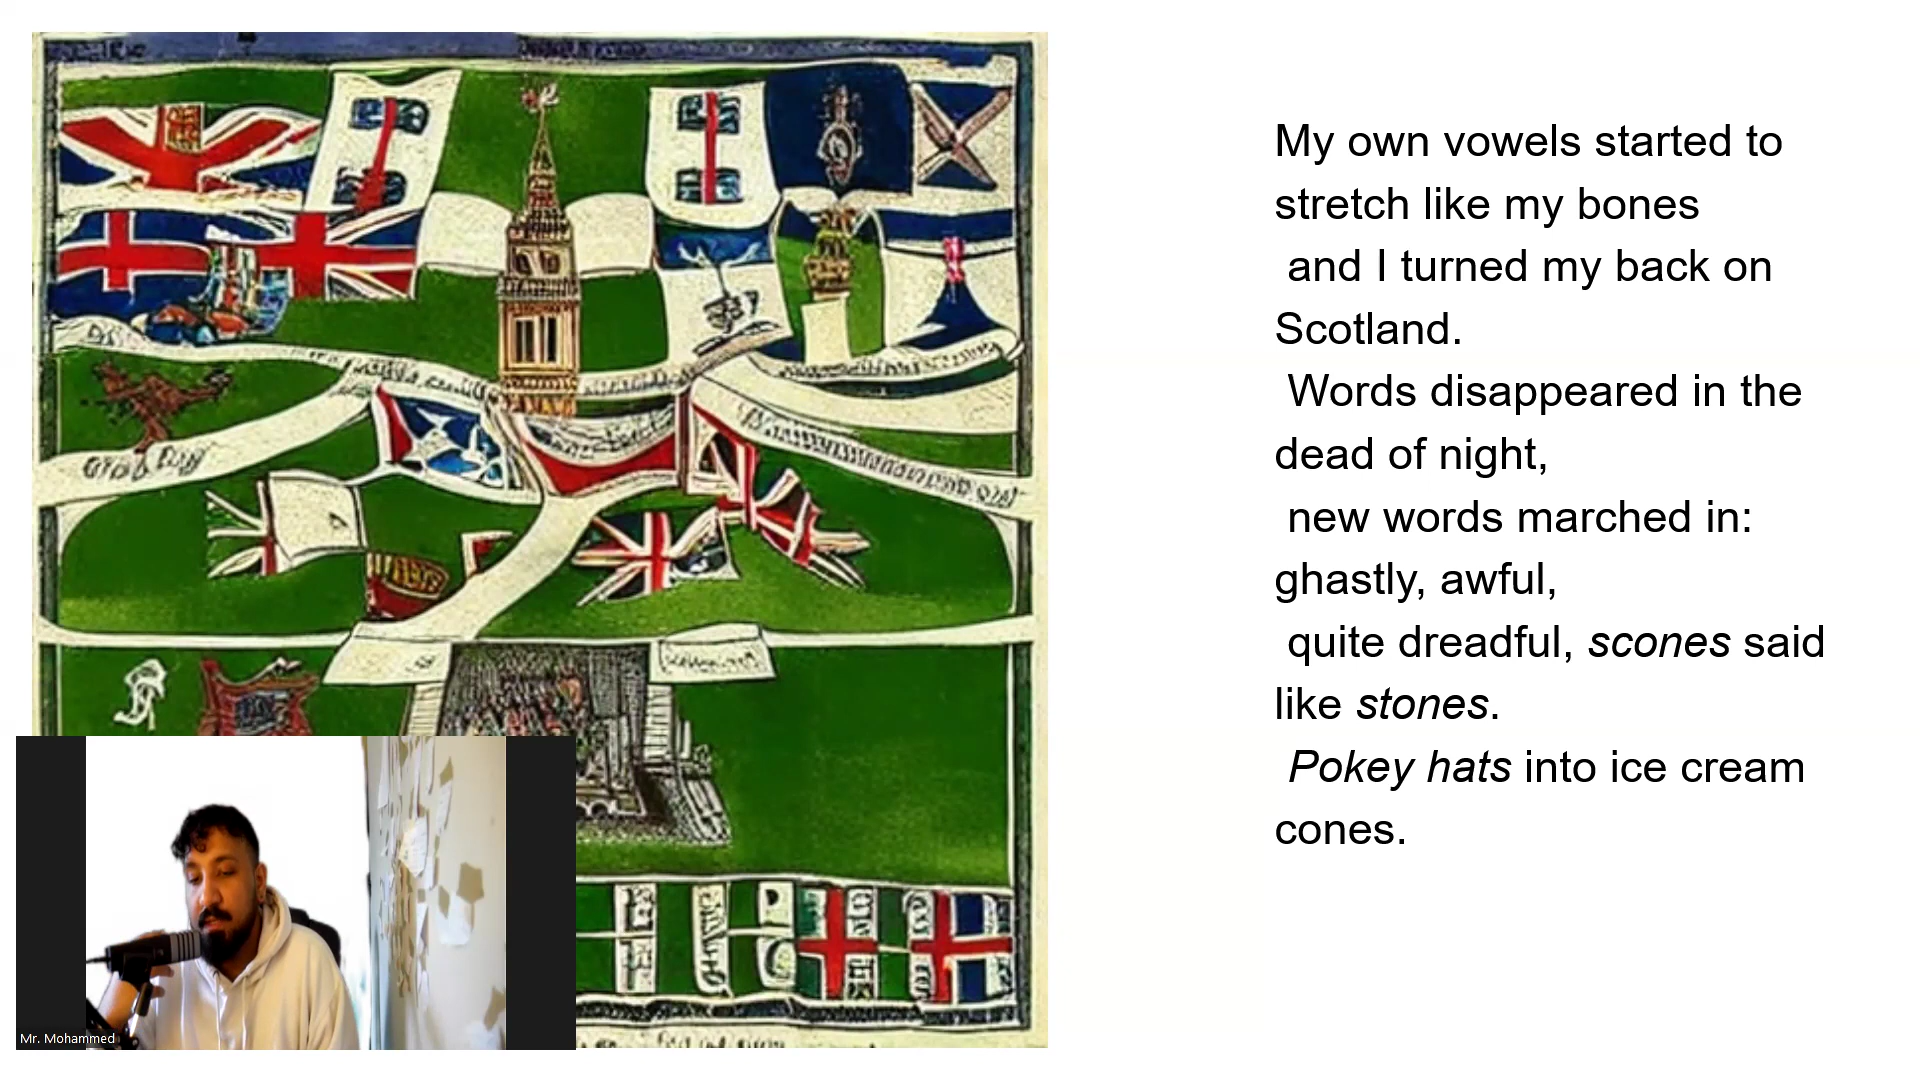 My own vowels started to
stretch like my bones
and I turned my back on
Scotland.
Words disappeared in the
dead of night,
new words marched in:
ghastly, awful,
quite dreadful, scones said
like stones.
Pokey hats into ice cream
cones.
Mr. Mohammed